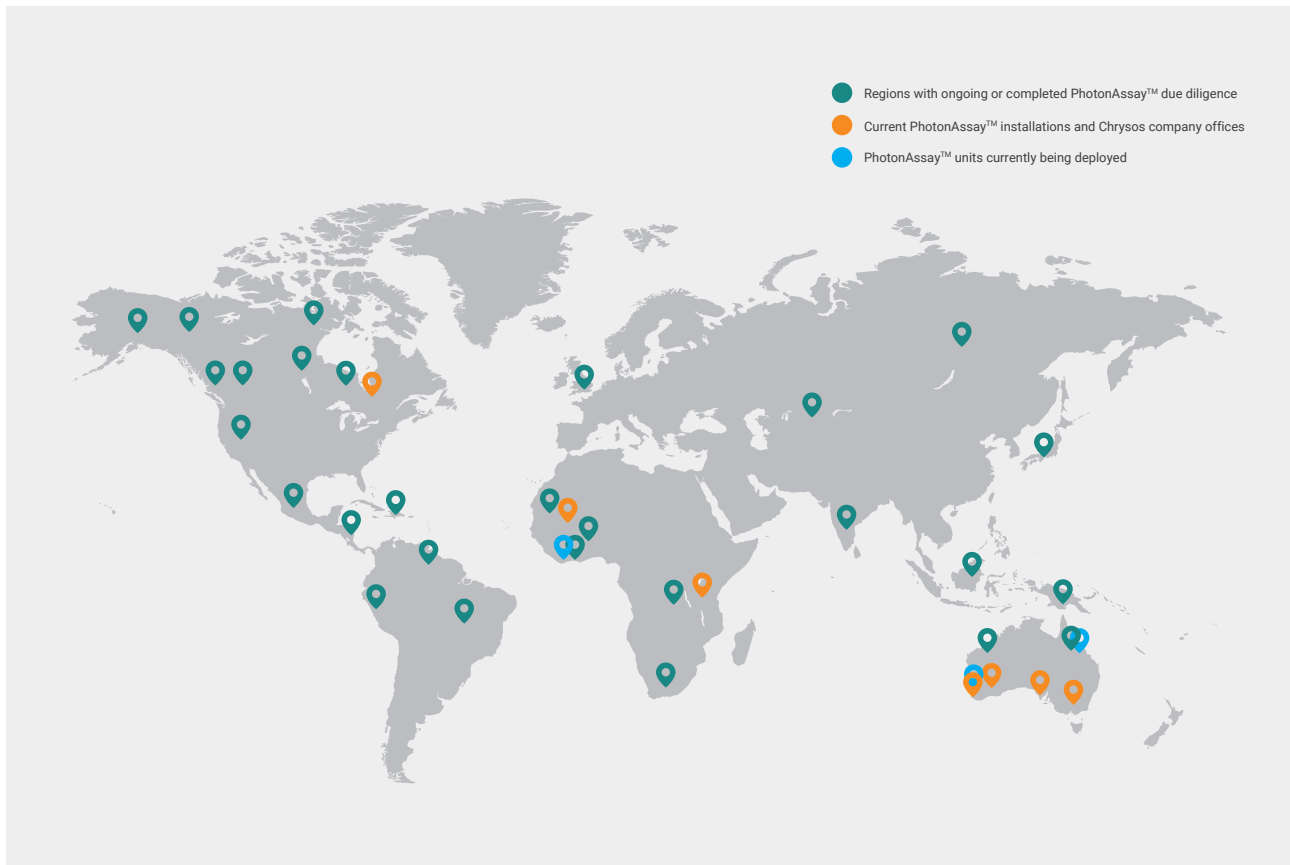 Regions with ongoing or completed PhotonAssay™ due diligence
Current PhotonAssay™ installations and Chrysos company offices
PhotonAssay™ units currently being deployed